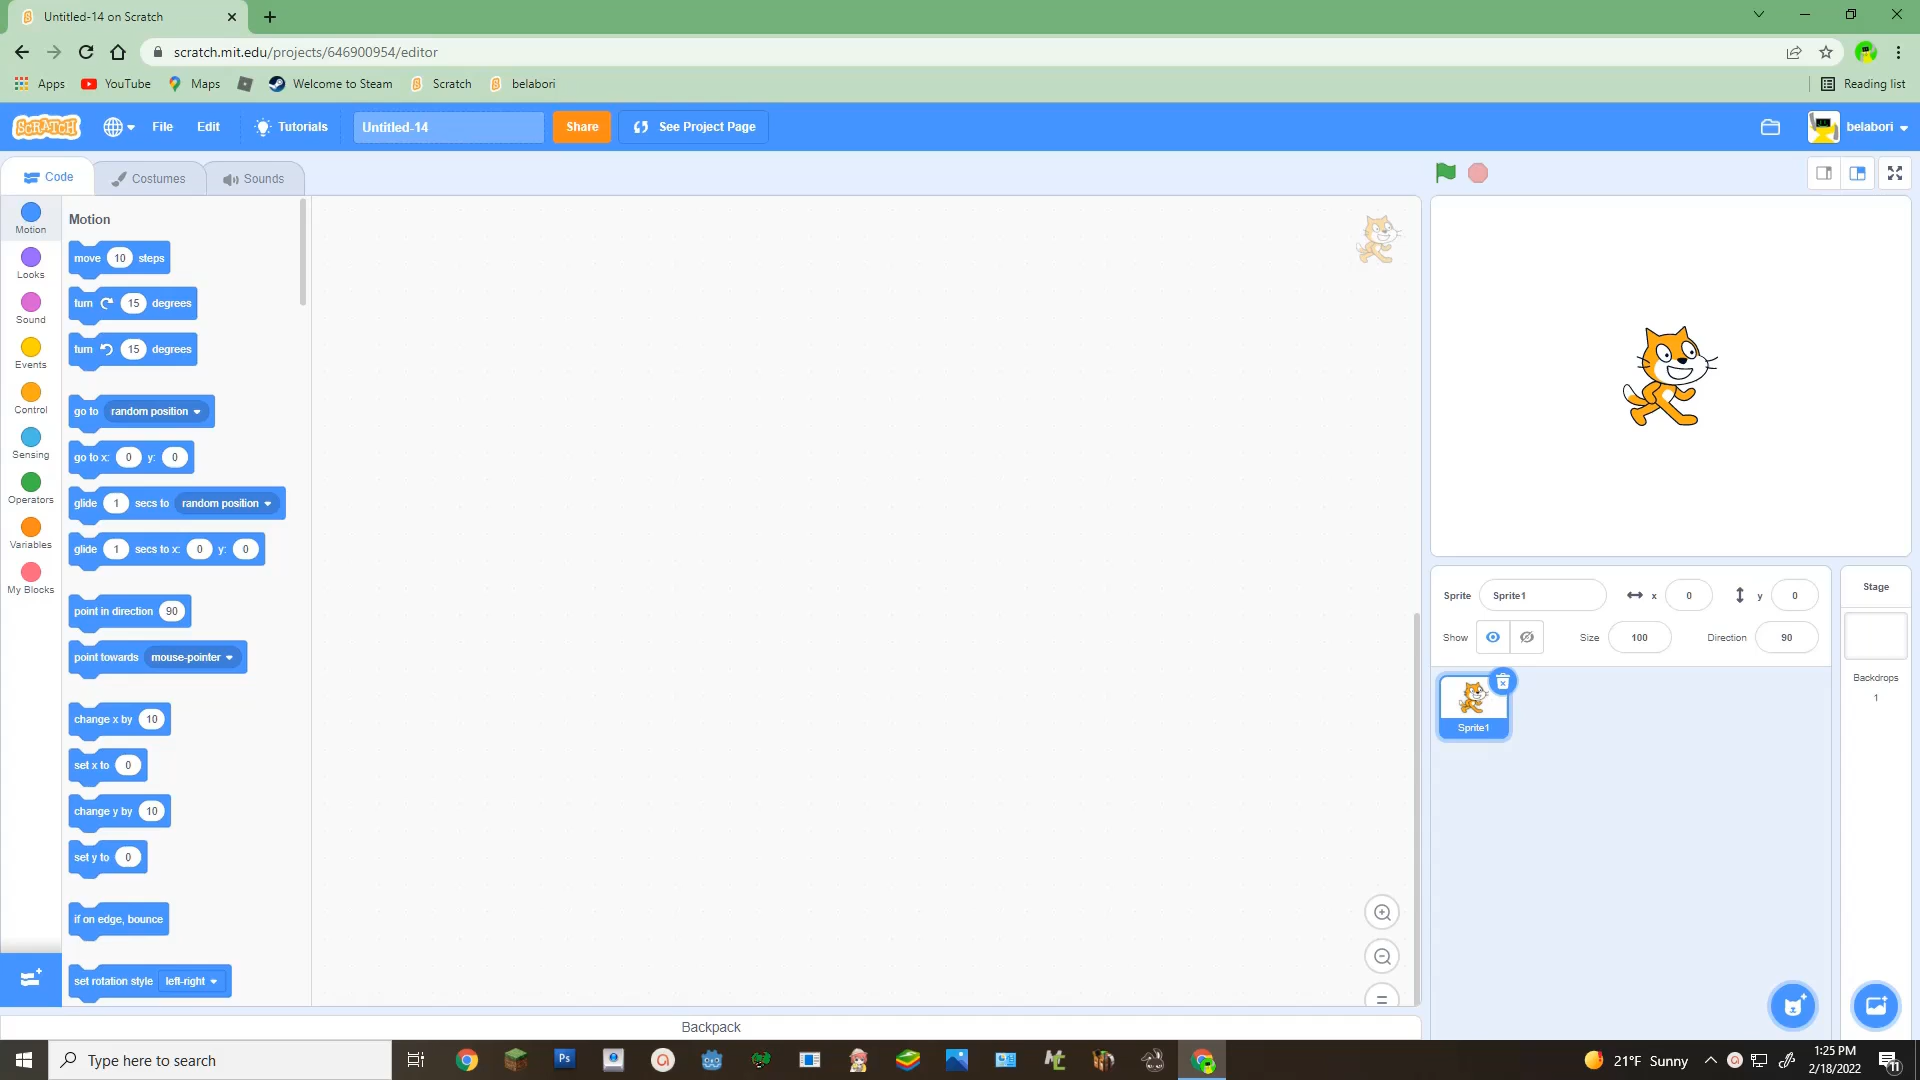 Untitled-14 on Scratch
scratch.mit.edu/projects/646900954/editor
Apps YouTube Maps Welcome to Steam Scratch belabori Reading list
SCRATCH File Edit Tutorials Untitled-14 Share See Project Page belabori
Code Costumes Sounds
Motion
Looks
Sound
Events
Control
Sensing
Operators
Variables
My Blocks
Motion
move 10 steps
turn 15 degrees
turn 15 degrees
go to random position
go to x: 0 y: 0
glide 1 secs to random position
glide 1 secs to x: 0 y: 0
point in direction 90
point towards mouse-pointer
change x by 10
set x to 0
change y by 10
set y to 0
if on edge, bounce
set rotation style left-right
Backpack
Sprite Sprite1 x 0 y 0
Show Size 100 Direction 90
Sprite1
Stage
Backdrops
1
Type here to search
Ps
21°F Sunny
1:25 PM
2/18/2022
11